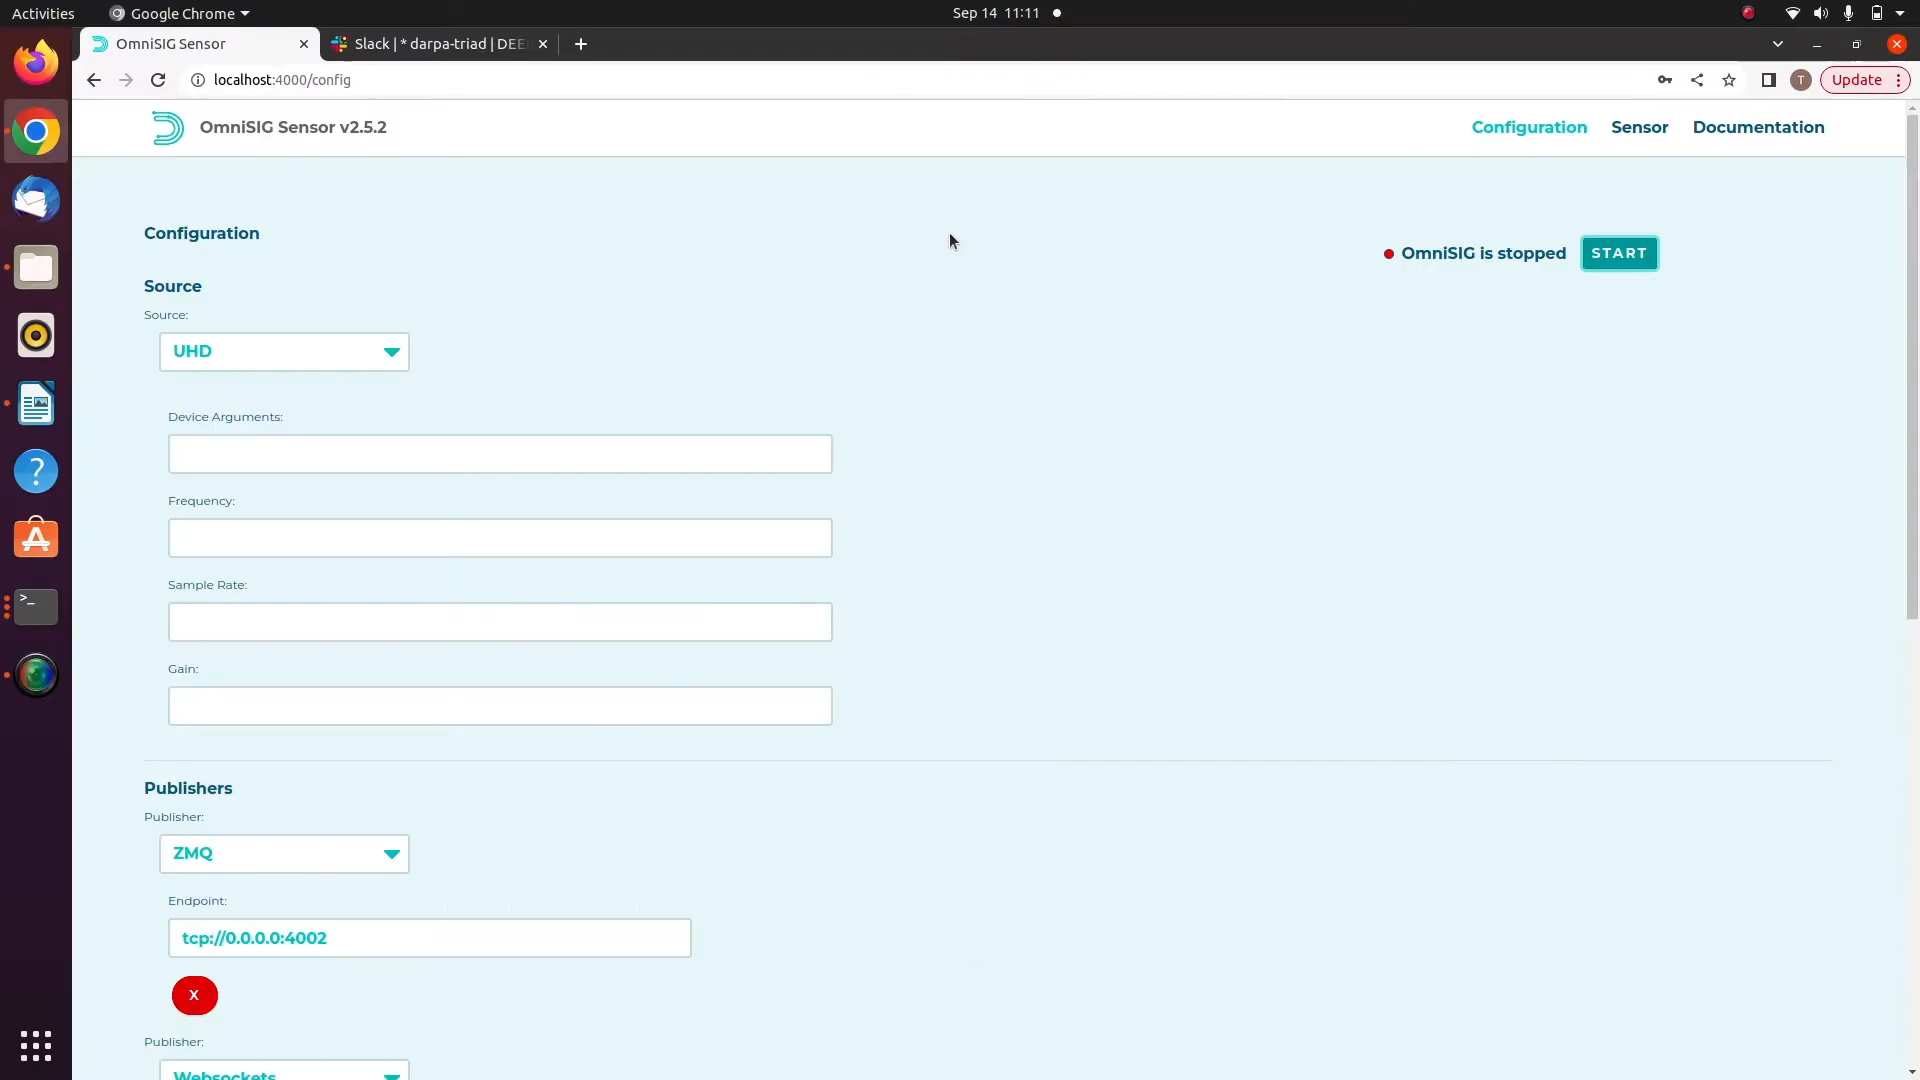 Activities
Google Chrome
Sep 14 11:11
OmniSIG Sensor
Slack | * darpa-triad | DEE
localhost:4000/config
T
Update
OmniSIG Sensor v2.5.2
Configuration
Sensor
Documentation
Configuration
OmniSIG is stopped
START
Source
Source:
UHD
Device Arguments:
Frequency:
Sample Rate:
Gain:
Publishers
Publisher:
ZMQ
Endpoint:
tcp://0.0.0.0:4002
X
Publisher:
Websockets